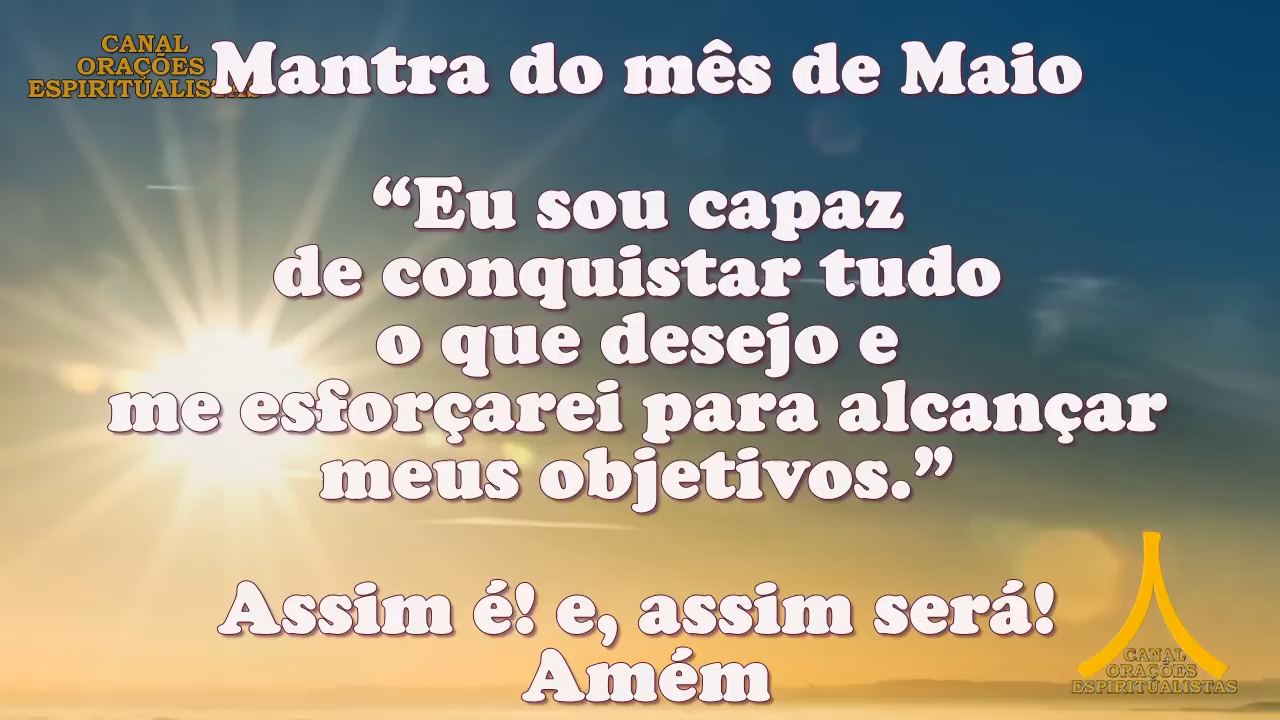 CANAL
ORAÇÕES
ESPIRITUALISTAS
Mantra do mês de Maio
“Eu sou capaz
de conquistar tudo
o que desejo e
me esforçarei para alcançar
meus objetivos.”
Assim é! e, assim será!
Amém
CANAL
ORAÇÕES
ESPIRITUALISTAS